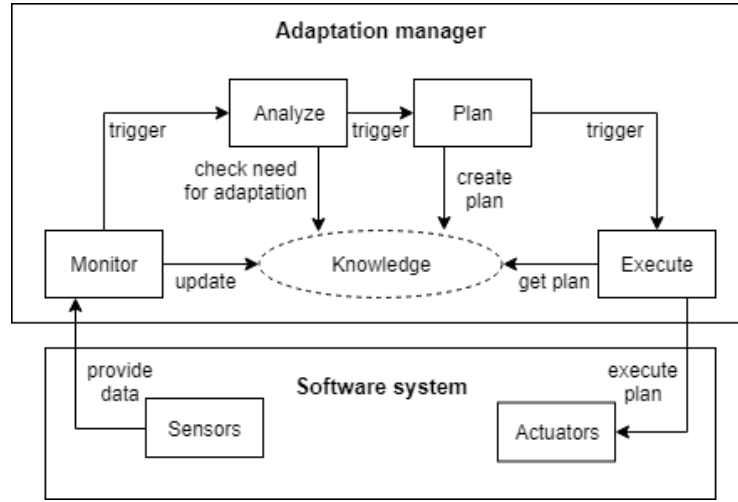 Adaptation manager
Analyze
Plan
trigger
trigger
trigger
check need
for adaptation
create
plan
Monitor
Knowledge
Execute
update
get plan
provide
data
Software system
execute
plan
Sensors
Actuators